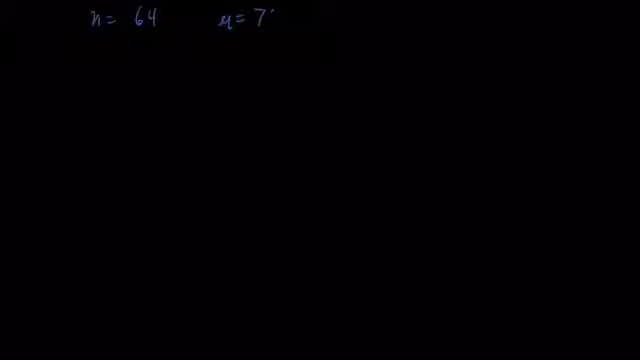 n = 64 μ = 7